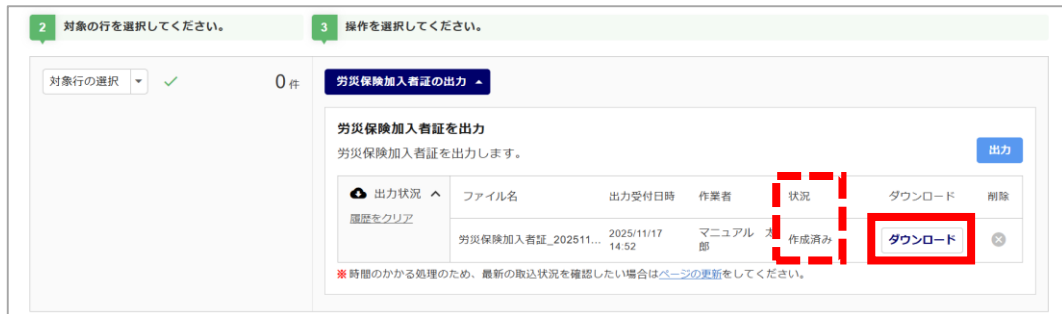 2 対象の行を選択してください。
3 操作を選択してください。
対象行の選択
0 件
労災保険加入者証の出力
労災保険加入者証を出力
労災保険加入者証を出力します。
出力
出力状況
履歴をクリア
ファイル名 出力受付日時 作業者 状況 ダウンロード 削除
労災保険加入者証_202511... 2025/11/17
14:52
マニュアル 太
郎
作成済み
ダウンロード
※時間のかかる処理のため、最新の取込状況を確認したい場合はページの更新をしてください。